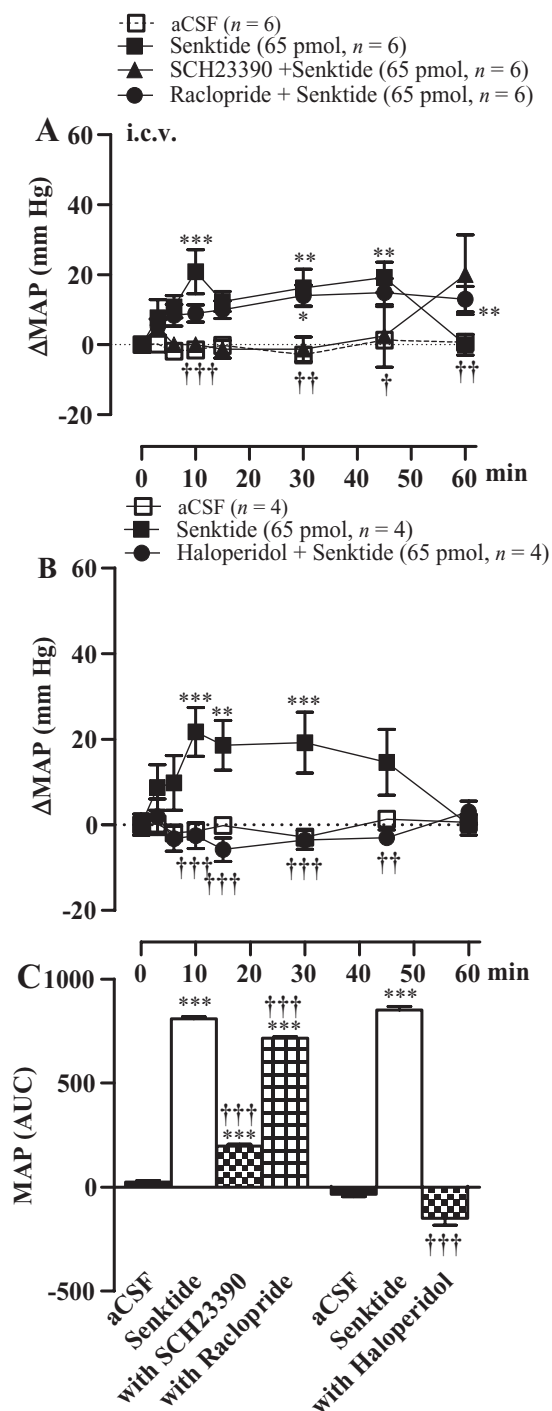 aCSF (n = 6)
Senktide (65 pmol, n = 6)
SCH23390 +Senktide (65 pmol, n = 6)
Raclopride + Senktide (65 pmol, n = 6)
A
i.c.v.
ΔMAP (mm Hg)
60
40
20
0
-20
***
**
**
*
**
†††
††
†
††
0 10 20 30 40 50 60 min
aCSF (n = 4)
Senktide (65 pmol, n = 4)
Haloperidol + Senktide (65 pmol, n = 4)
B
ΔMAP (mm Hg)
60
40
20
0
-20
***
**
***
†††
†††
†††
††
0 10 20 30 40 50 60 min
C
MAP (AUC)
1000
500
0
-500
***
†††
***
†††
***
***
†††
aCSF
Senktide
with SCH23390
with Raclopride
aCSF
Senktide
with Haloperidol